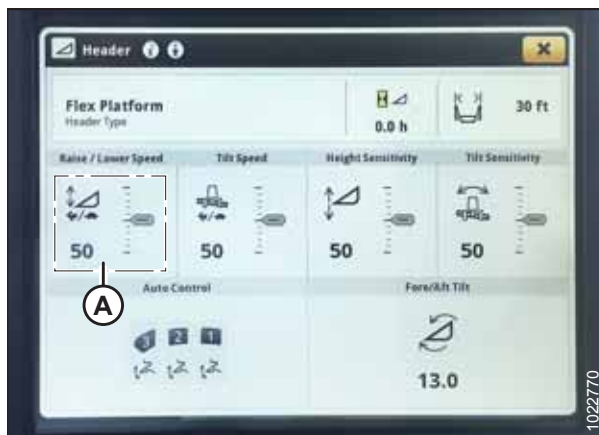 Header
Flex Platform
Header Type
0.0 h
30 ft
Raise / Lower Speed
Tilt Speed
Height Sensitivity
Tilt Sensitivity
50
50
50
50
A
Auto Control
Fore/Aft Tilt
3 2 1
13.0
1022770